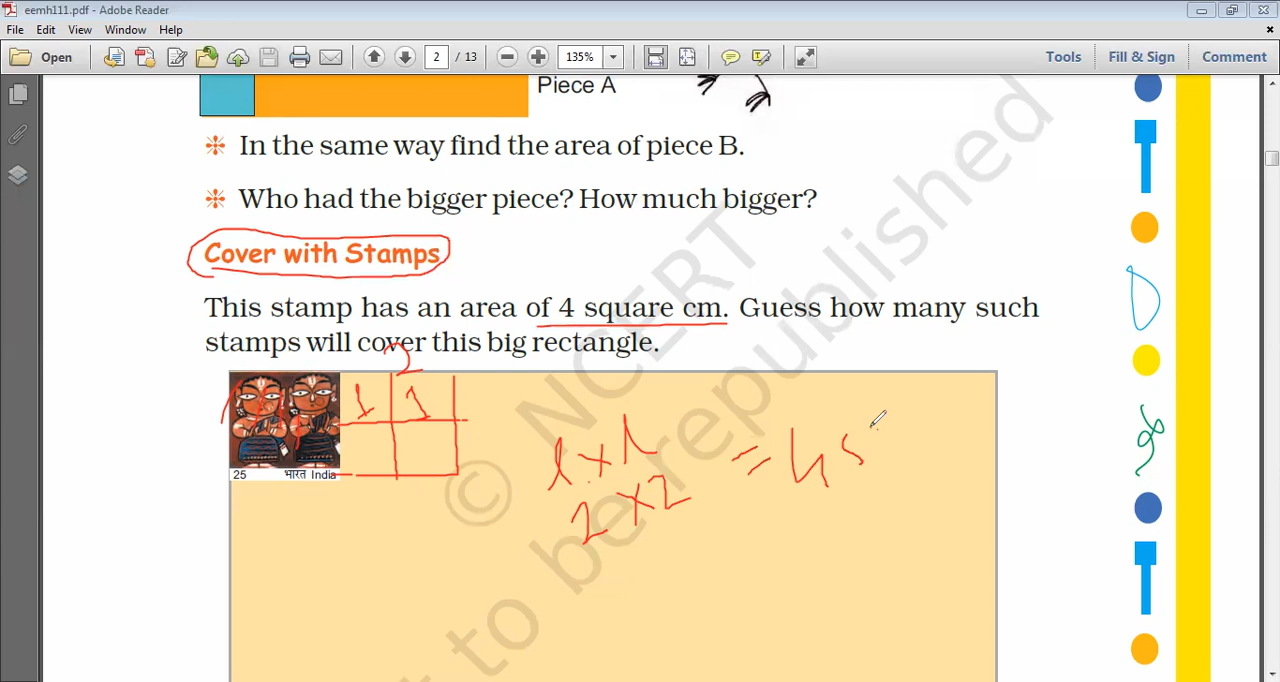 eemh111.pdf - Adobe Reader
File Edit View Window Help
Open 2 / 13 135% Tools Fill & Sign Comment
Piece A
In the same way find the area of piece B.
Who had the bigger piece? How much bigger?
Cover with Stamps
This stamp has an area of 4 square cm. Guess how many such
stamps will cover this big rectangle.
2
1 1
25 भारत India
2 × 2 = 4 s
© NCERT
not to be republished